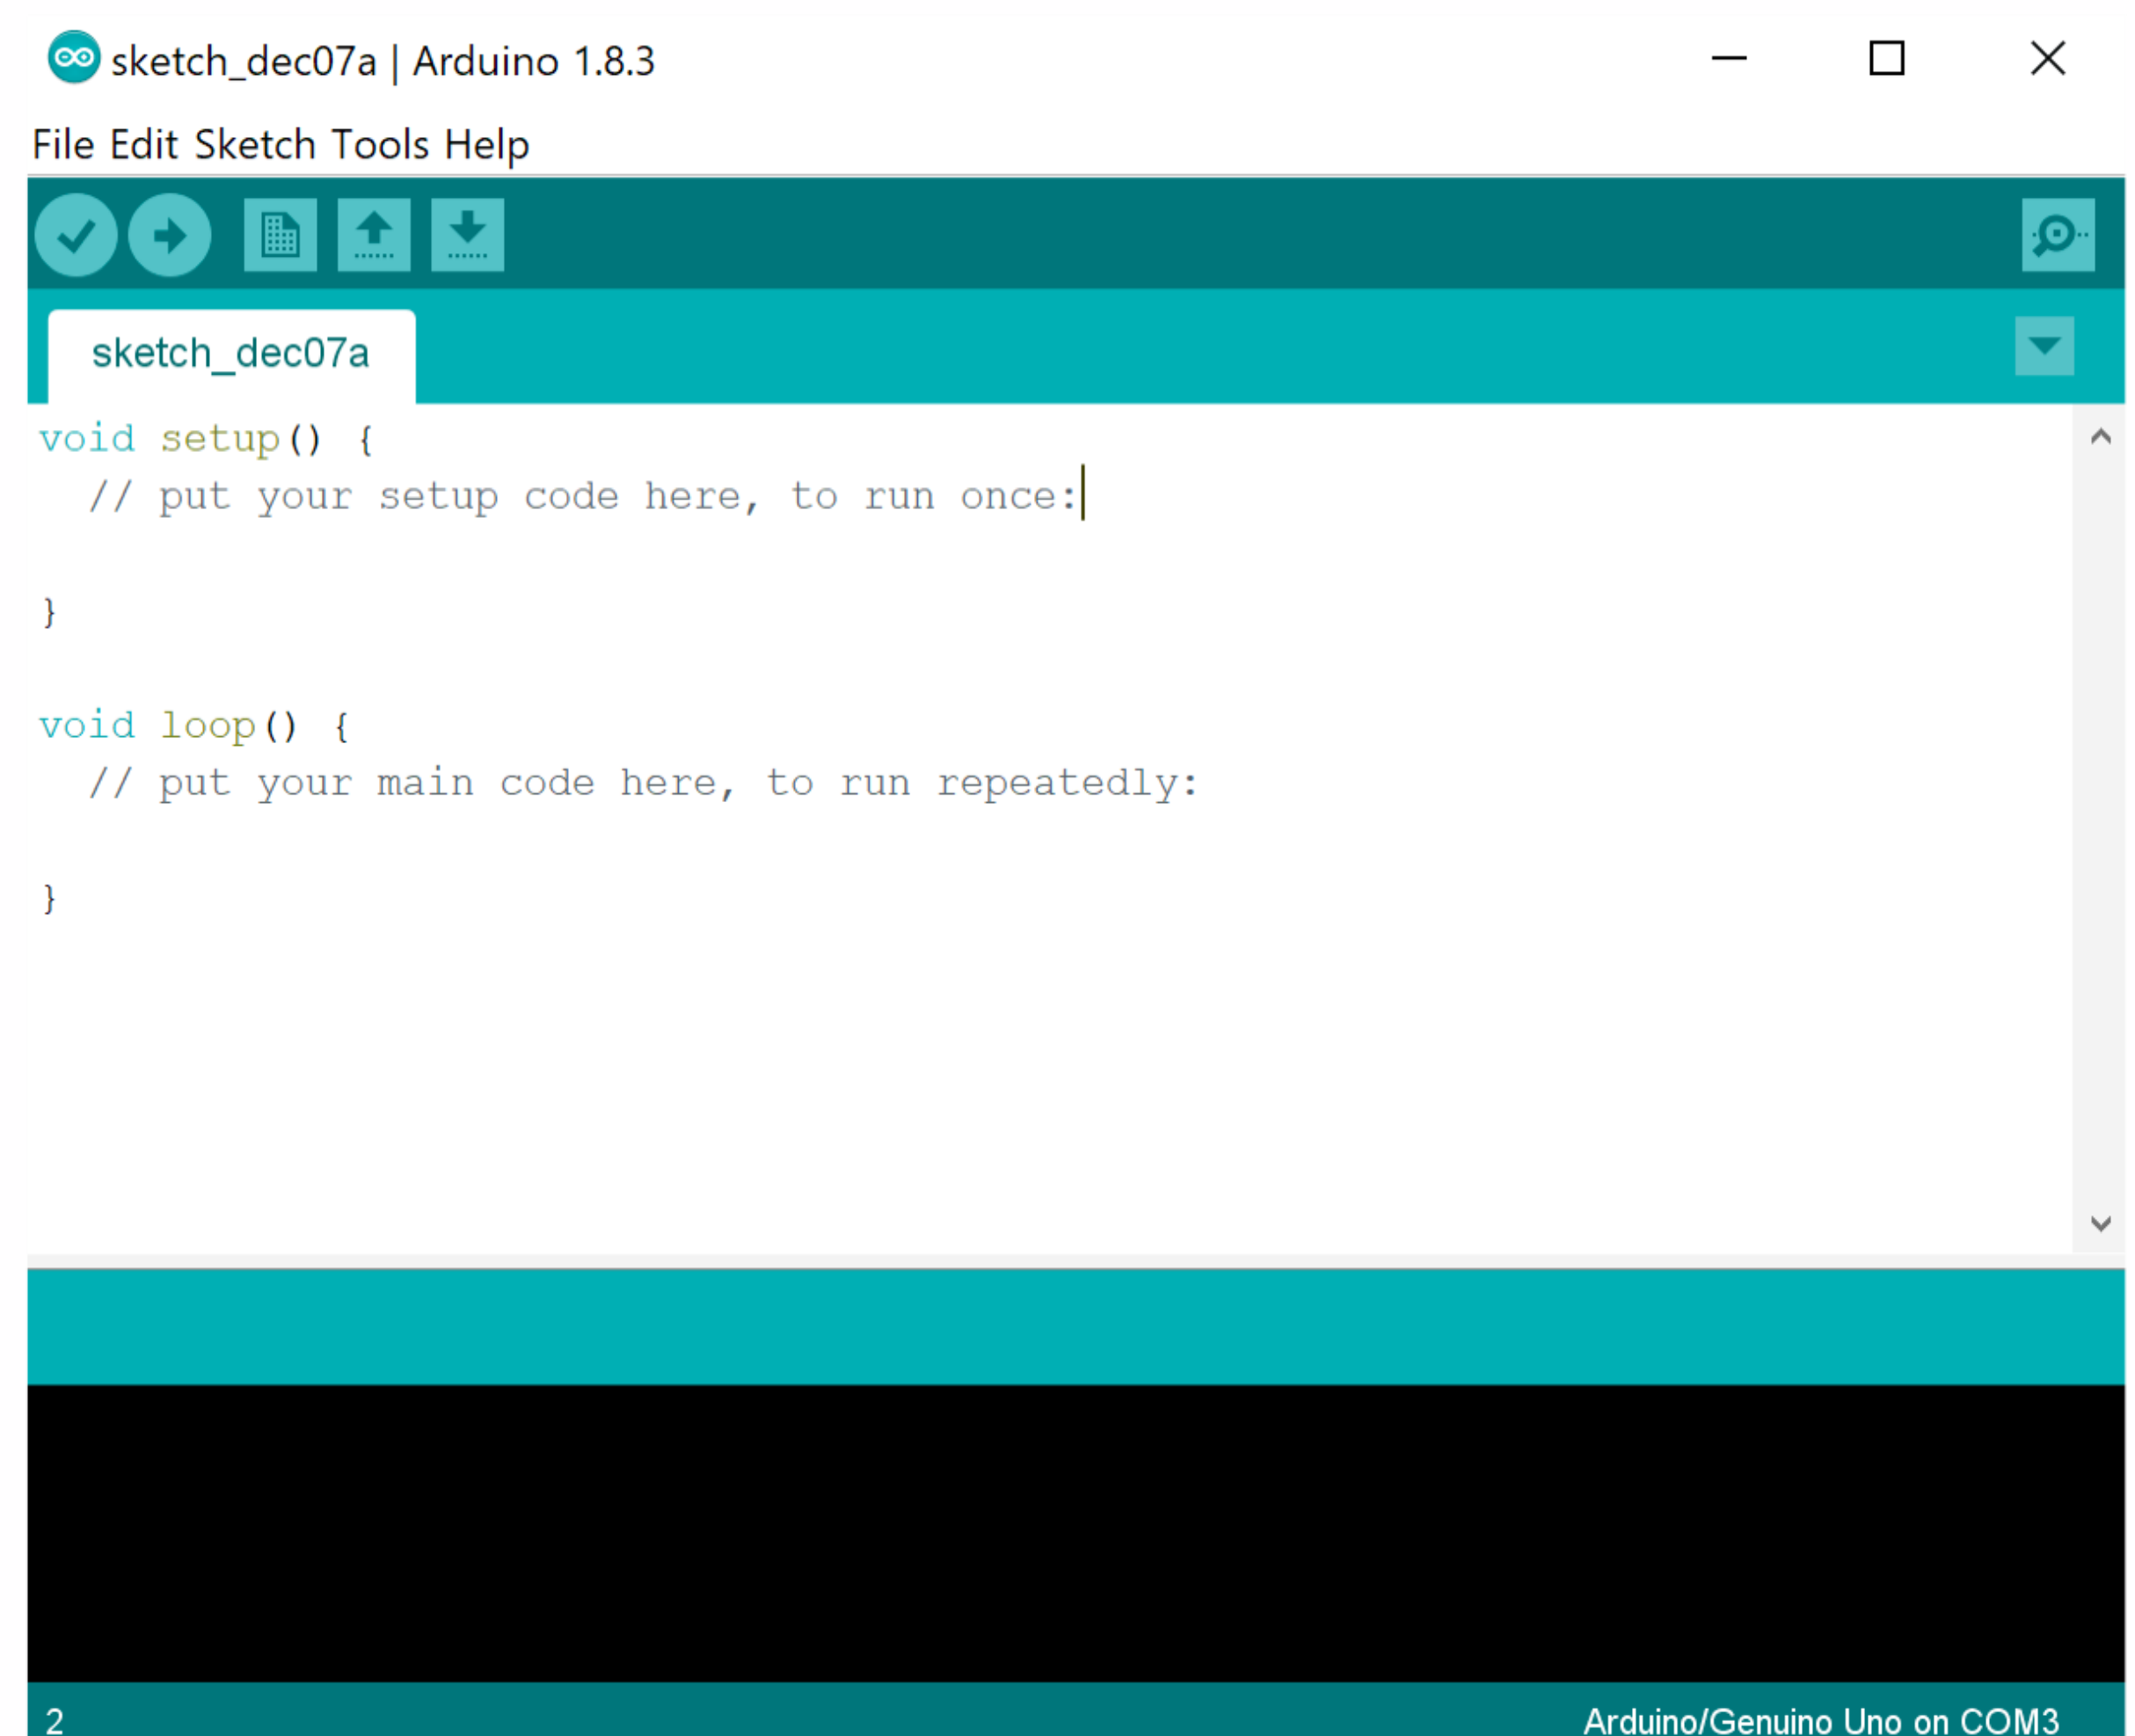 sketch_dec07a | Arduino 1.8.3
File Edit Sketch Tools Help
sketch_dec07a
void setup() {
  // put your setup code here, to run once:
}
void loop() {
  // put your main code here, to run repeatedly:
}
2
Arduino/Genuino Uno on COM3